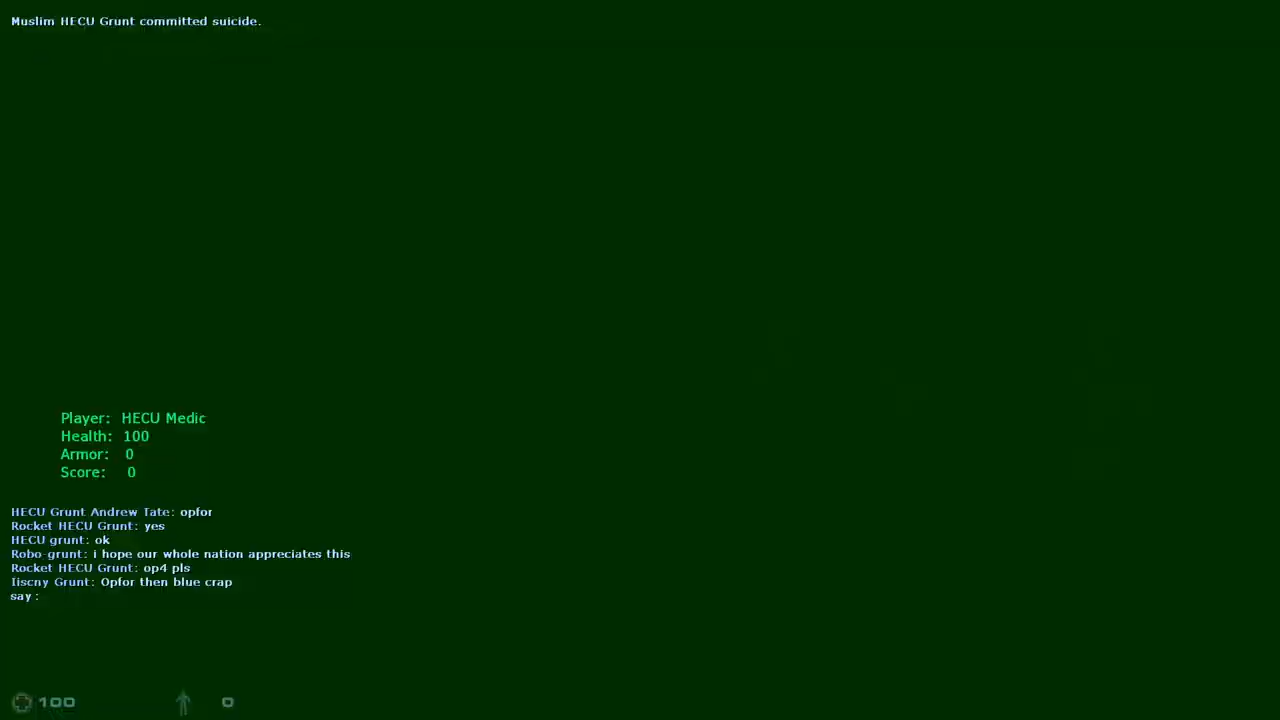 Muslim HECU Grunt committed suicide.
Player: HECU Medic
Health: 100
Armor: 0
Score: 0
HECU Grunt Andrew Tate: opfor
Rocket HECU Grunt: yes
HECU grunt: ok
Robo-grunt: i hope our whole nation appreciates this
Rocket HECU Grunt: op4 pls
Iiscny Grunt: Opfor then blue crap
say :
100 0